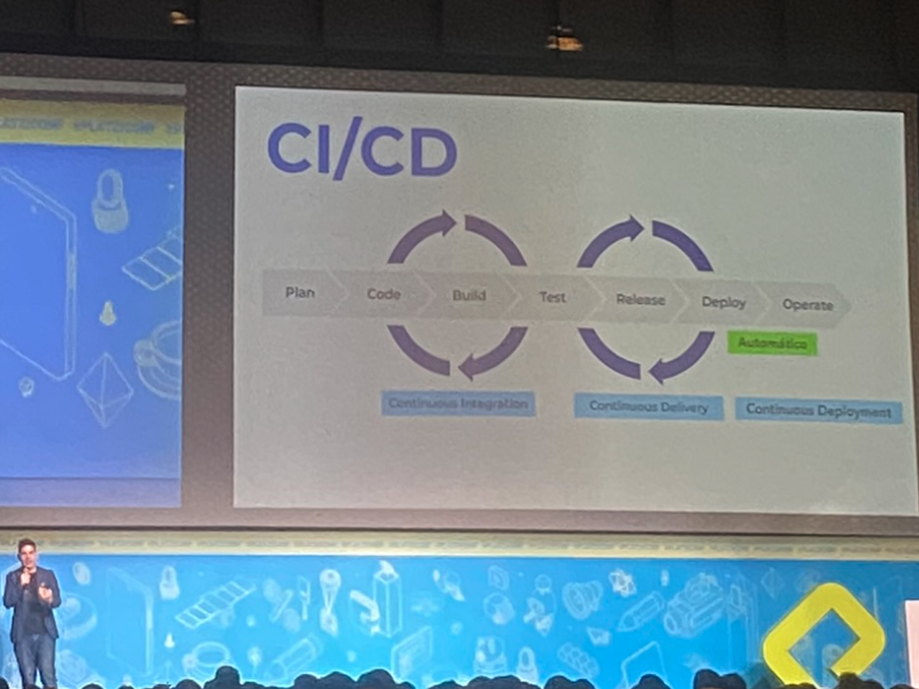 CI/CD
Plan Code Build Test Release Deploy Operate
Automático
Continuous Integration Continuous Delivery Continuous Deployment